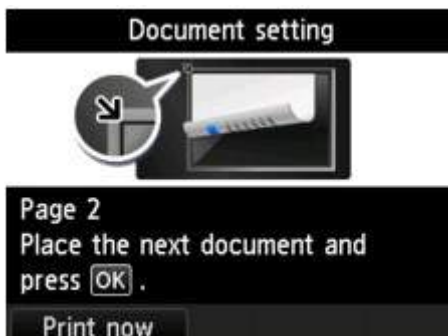 Document setting
Page 2
Place the next document and
press OK .
Print now